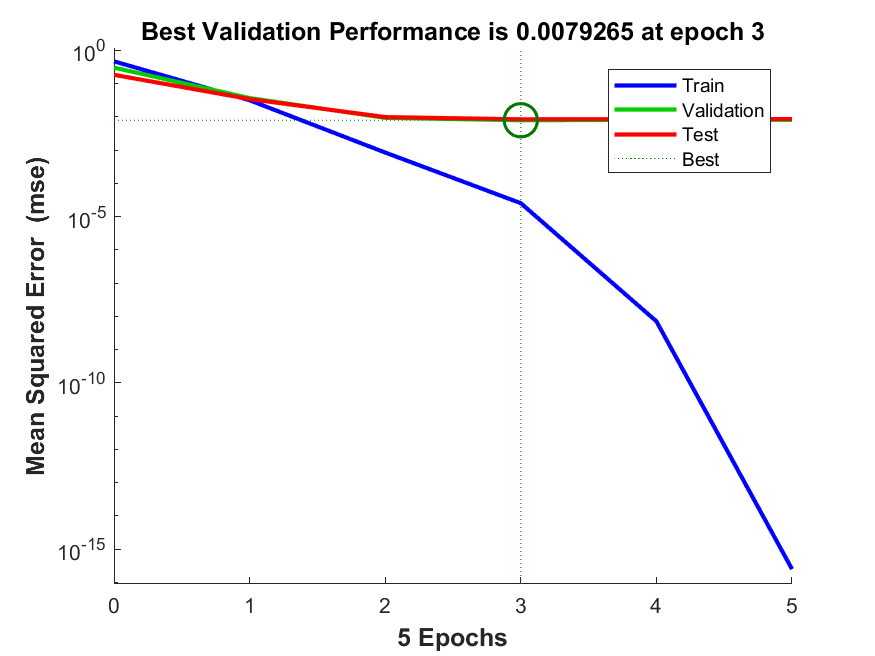 Best Validation Performance is 0.0079265 at epoch 3
Mean Squared Error  (mse)
10^0
10^-5
10^-10
10^-15
Train
Validation
Test
Best
0 1 2 3 4 5
5 Epochs